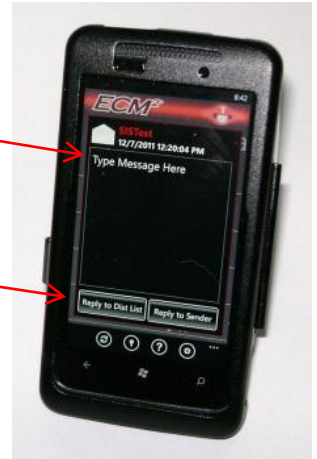 8:42
ECM²
SISTest
12/7/2011 12:20:04 PM
Type Message Here
Reply to Dist List
Reply to Sender